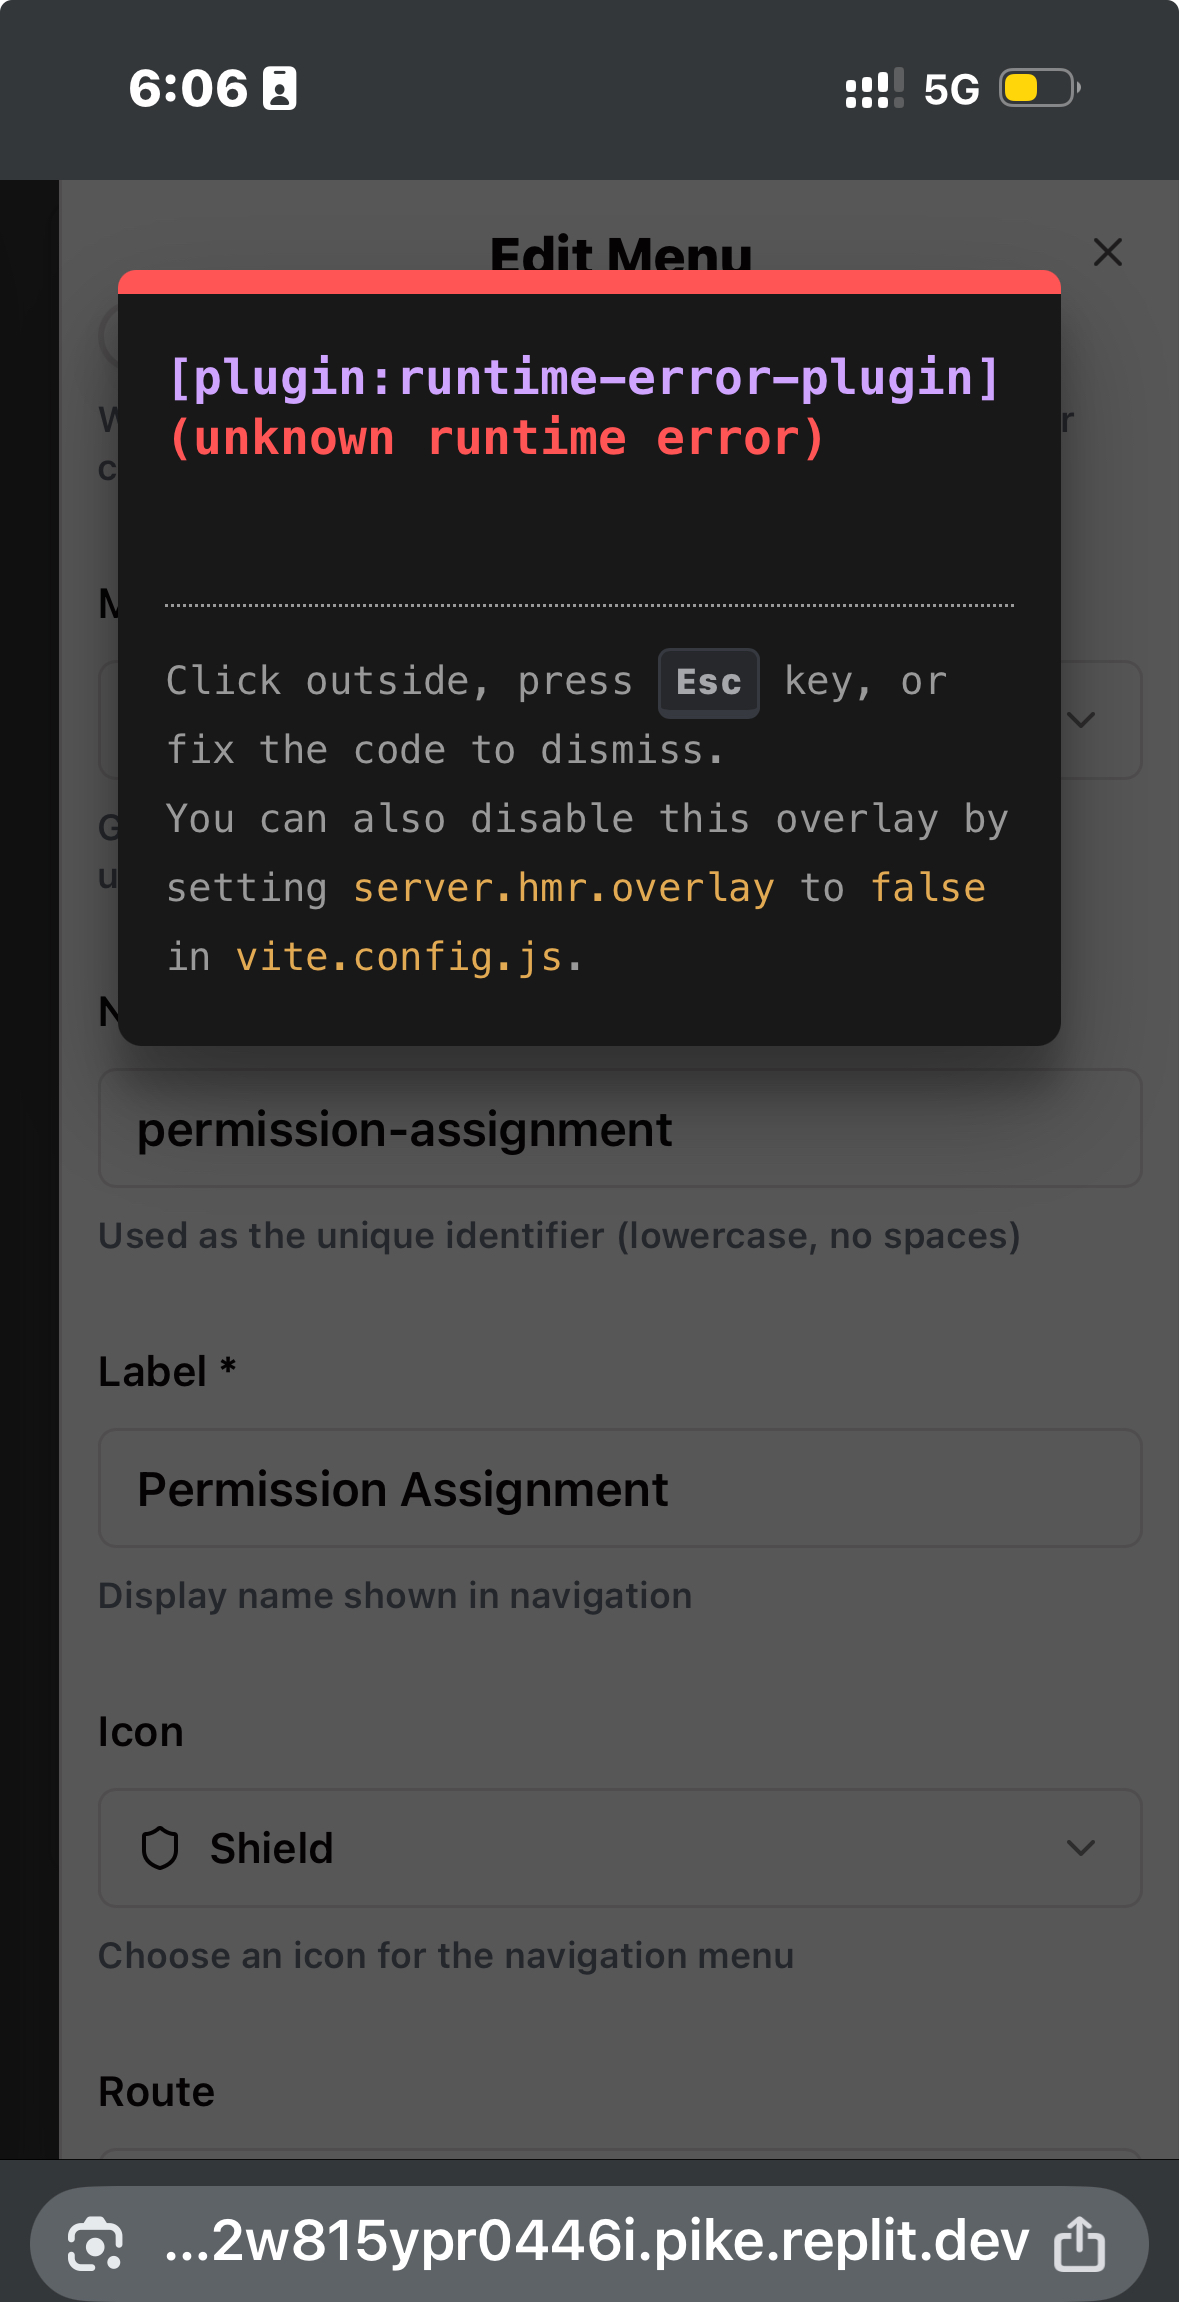 6:06
5G
Edit Menu
[plugin:runtime-error-plugin]
(unknown runtime error)
Click outside, press Esc key, or
fix the code to dismiss.
You can also disable this overlay by
setting server.hmr.overlay to false
in vite.config.js.
permission-assignment
Used as the unique identifier (lowercase, no spaces)
Label *
Permission Assignment
Display name shown in navigation
Icon
Shield
Choose an icon for the navigation menu
Route
...2w815ypr0446i.pike.replit.dev